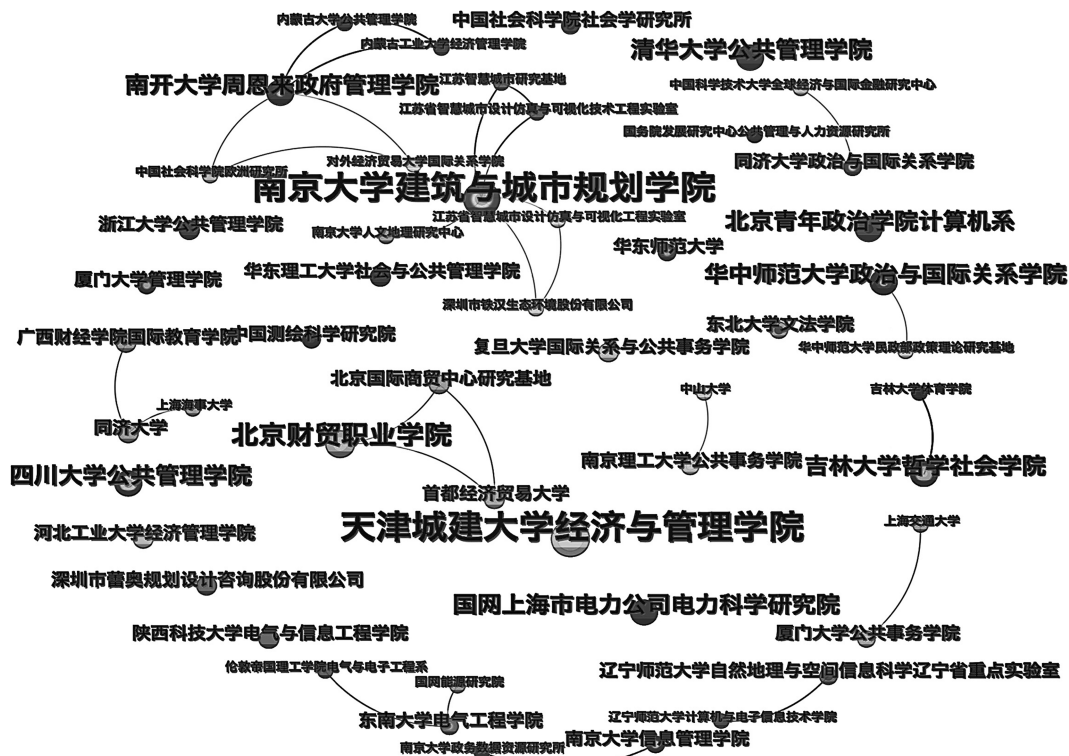 内蒙古大学公共管理学院
中国社会科学院社会学研究所
内蒙古工业大学经济管理学院
清华大学公共管理学院
南开大学周恩来政府管理学院
江苏智慧城市研究基地
中国科学技术大学全球经济与国际金融研究中心
江苏省智慧城市设计仿真与可视化技术工程实验室
国务院发展研究中心公共管理与人力资源研究所
对外经济贸易大学国际关系学院
同济大学政治与国际关系学院
中国社会科学院欧洲研究所
南京大学建筑与城市规划学院
江苏省智慧城市设计仿真与可视化工程实验室
浙江大学公共管理学院
南京大学人文地理研究中心
北京青年政治学院计算机系
华东师范大学
华东理工大学社会与公共管理学院
华中师范大学政治与国际关系学院
厦门大学管理学院
深圳市铁汉生态环境股份有限公司
东北大学文法学院
广西财经学院国际教育学院
中国测绘科学研究院
复旦大学国际关系与公共事务学院
华中师范大学民政部政策理论研究基地
北京国际商贸中心研究基地
中山大学
吉林大学体育学院
上海海事大学
同济大学
北京财贸职业学院
南京理工大学公共事务学院
吉林大学哲学社会学院
四川大学公共管理学院
首都经济贸易大学
上海交通大学
天津城建大学经济与管理学院
河北工业大学经济管理学院
深圳市蕾奥规划设计咨询股份有限公司
国网上海市电力公司电力科学研究院
陕西科技大学电气与信息工程学院
厦门大学公共事务学院
伦敦帝国理工学院电气与电子工程系
辽宁师范大学自然地理与空间信息科学辽宁省重点实验室
国网能源研究院
东南大学电气工程学院
辽宁师范大学计算机与电子信息技术学院
南京大学信息管理学院
南京大学政务数据资源研究所